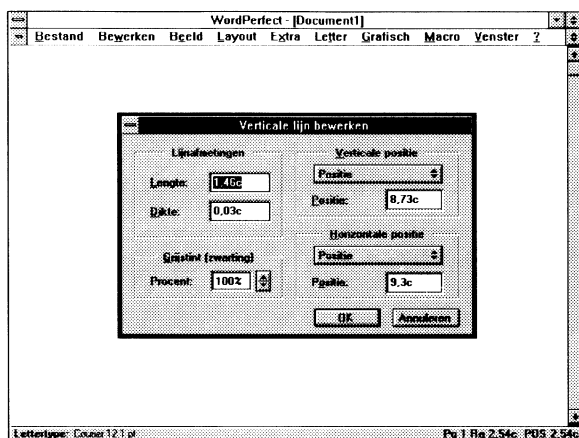 WordPerfect - [Document1]
Bestand Bewerken Beeld Layout Extra Letter Grafisch Macro Venster ?
Verticale lijn bewerken
Lijnafmetingen
Lengte: 1,46c
Dikte: 0,03c
Grijstint (zwarting)
Procent: 100%
Verticale positie
Positie
Positie: 8,73c
Horizontale positie
Positie
Positie: 9,3c
OK Annuleren
Lettertype: Courier 12.1 pt Pg 1 Rg 2,54c POS 2,54c